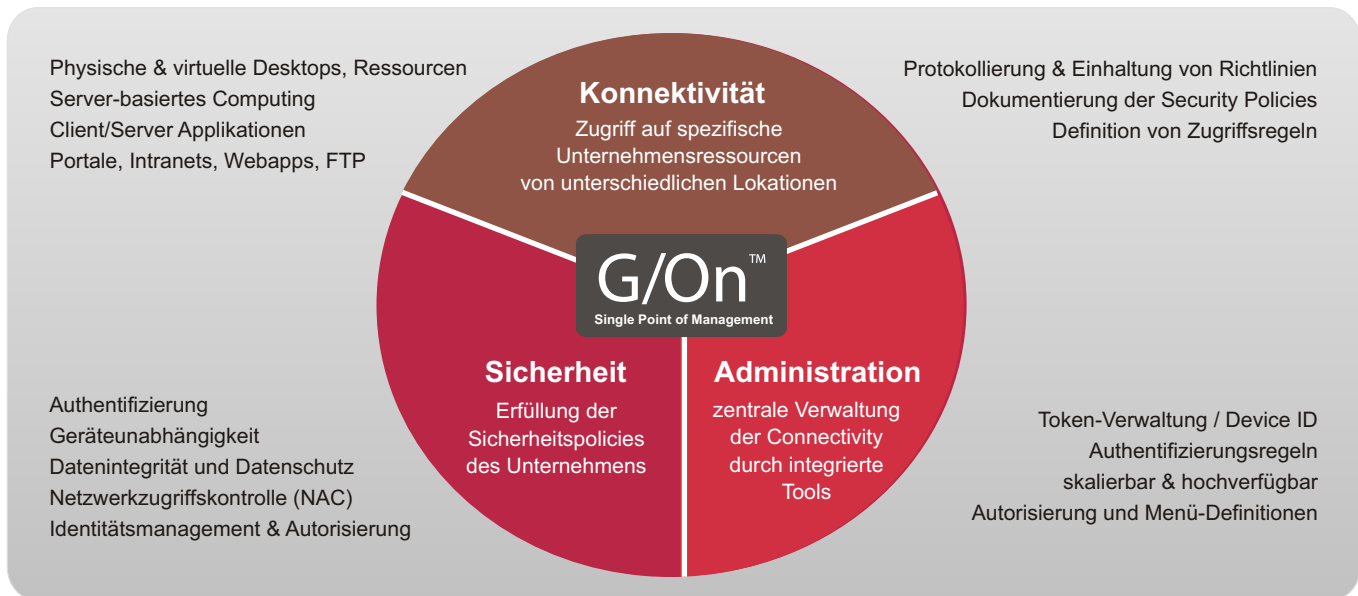 Physische & virtuelle Desktops, Ressourcen
Server-basiertes Computing
Client/Server Applikationen
Portale, Intranets, Webapps, FTP
Konnektivität
Zugriff auf spezifische
Unternehmensressourcen
von unterschiedlichen Lokationen
Protokollierung & Einhaltung von Richtlinien
Dokumentierung der Security Policies
Definition von Zugriffsregeln
G/On™
Single Point of Management
Sicherheit
Erfüllung der
Sicherheitspolicies
des Unternehmens
Administration
zentrale Verwaltung
der Connectivity
durch integrierte
Tools
Authentifizierung
Geräteunabhängigkeit
Datenintegrität und Datenschutz
Netzwerkzugriffskontrolle (NAC)
Identitätsmanagement & Autorisierung
Token-Verwaltung / Device ID
Authentifizierungsregeln
skalierbar & hochverfügbar
Autorisierung und Menü-Definitionen